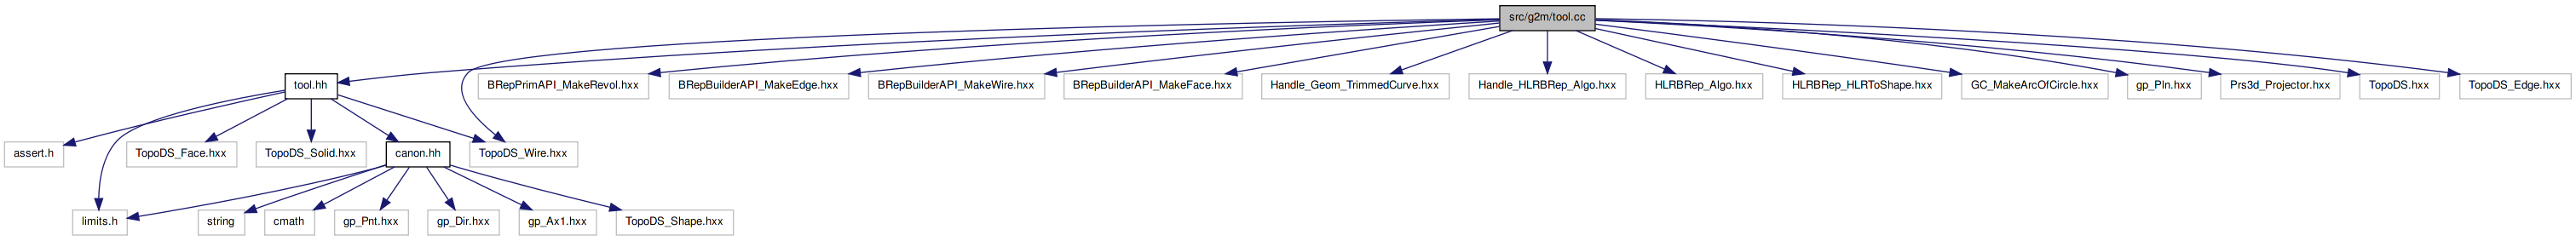 src/g2m/tool.cc
tool.hh
BRepPrimAPI_MakeRevol.hxx
BRepBuilderAPI_MakeEdge.hxx
BRepBuilderAPI_MakeWire.hxx
BRepBuilderAPI_MakeFace.hxx
Handle_Geom_TrimmedCurve.hxx
Handle_HLRBRep_Algo.hxx
HLRBRep_Algo.hxx
HLRBRep_HLRToShape.hxx
GC_MakeArcOfCircle.hxx
gp_Pln.hxx
Prs3d_Projector.hxx
TopoDS.hxx
TopoDS_Edge.hxx
assert.h
TopoDS_Face.hxx
TopoDS_Solid.hxx
canon.hh
TopoDS_Wire.hxx
limits.h
string
cmath
gp_Pnt.hxx
gp_Dir.hxx
gp_Ax1.hxx
TopoDS_Shape.hxx